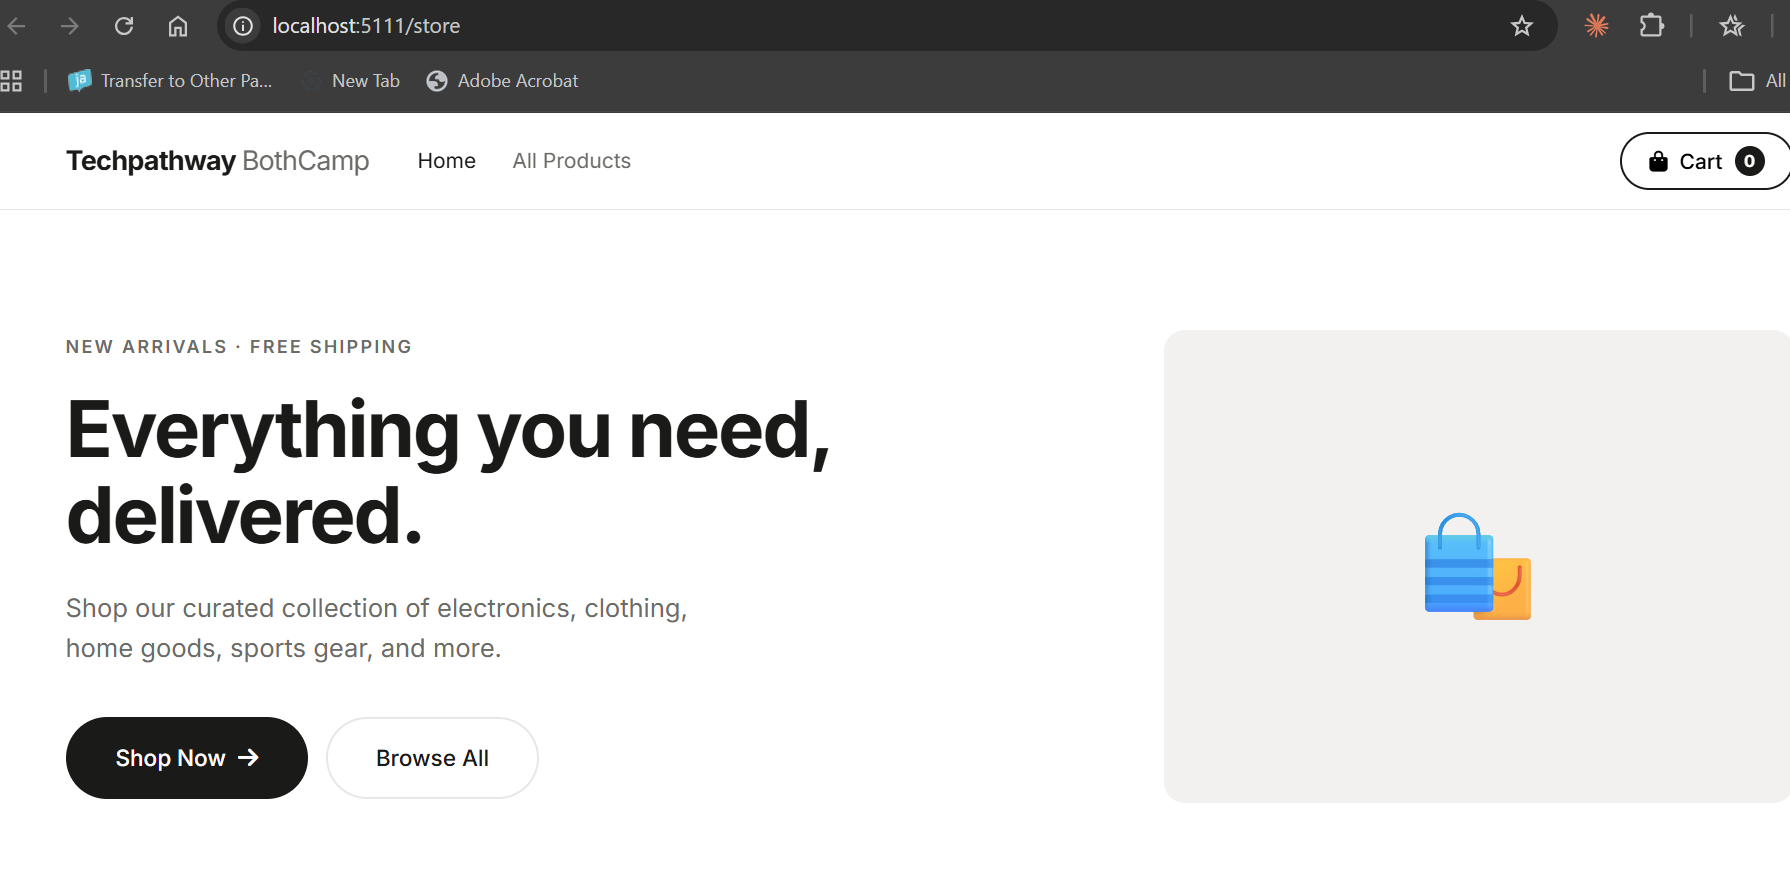 localhost:5111/store
Transfer to Other Pa...
New Tab
Adobe Acrobat
All
Techpathway BothCamp
Home
All Products
Cart 0
NEW ARRIVALS · FREE SHIPPING
Everything you need,
delivered.
Shop our curated collection of electronics, clothing,
home goods, sports gear, and more.
Shop Now →
Browse All